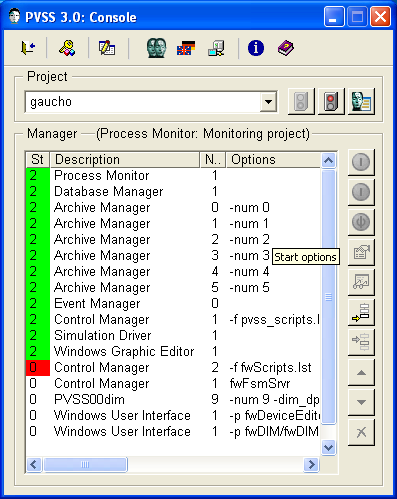 PVSS 3.0: Console
Project
gaucho
Manager (Process Monitor: Monitoring project)
St Description N.. Options
2 Process Monitor 1
2 Database Manager 1
2 Archive Manager 0 -num 0
2 Archive Manager 1 -num 1
2 Archive Manager 2 -num 2
2 Archive Manager 3 -num 3
Start options
2 Archive Manager 4 -num 4
2 Archive Manager 5 -num 5
2 Event Manager 0
2 Control Manager 1 -f pvss_scripts.l
2 Simulation Driver 1
2 Windows Graphic Editor 1
0 Control Manager 2 -f fwScripts.lst
0 Control Manager 1 fwFsmSrvr
0 PVSS00dim 9 -num 9 -dim_dp
0 Windows User Interface 1 -p fwDeviceEdito
0 Windows User Interface 1 -p fwDIM/fwDIM